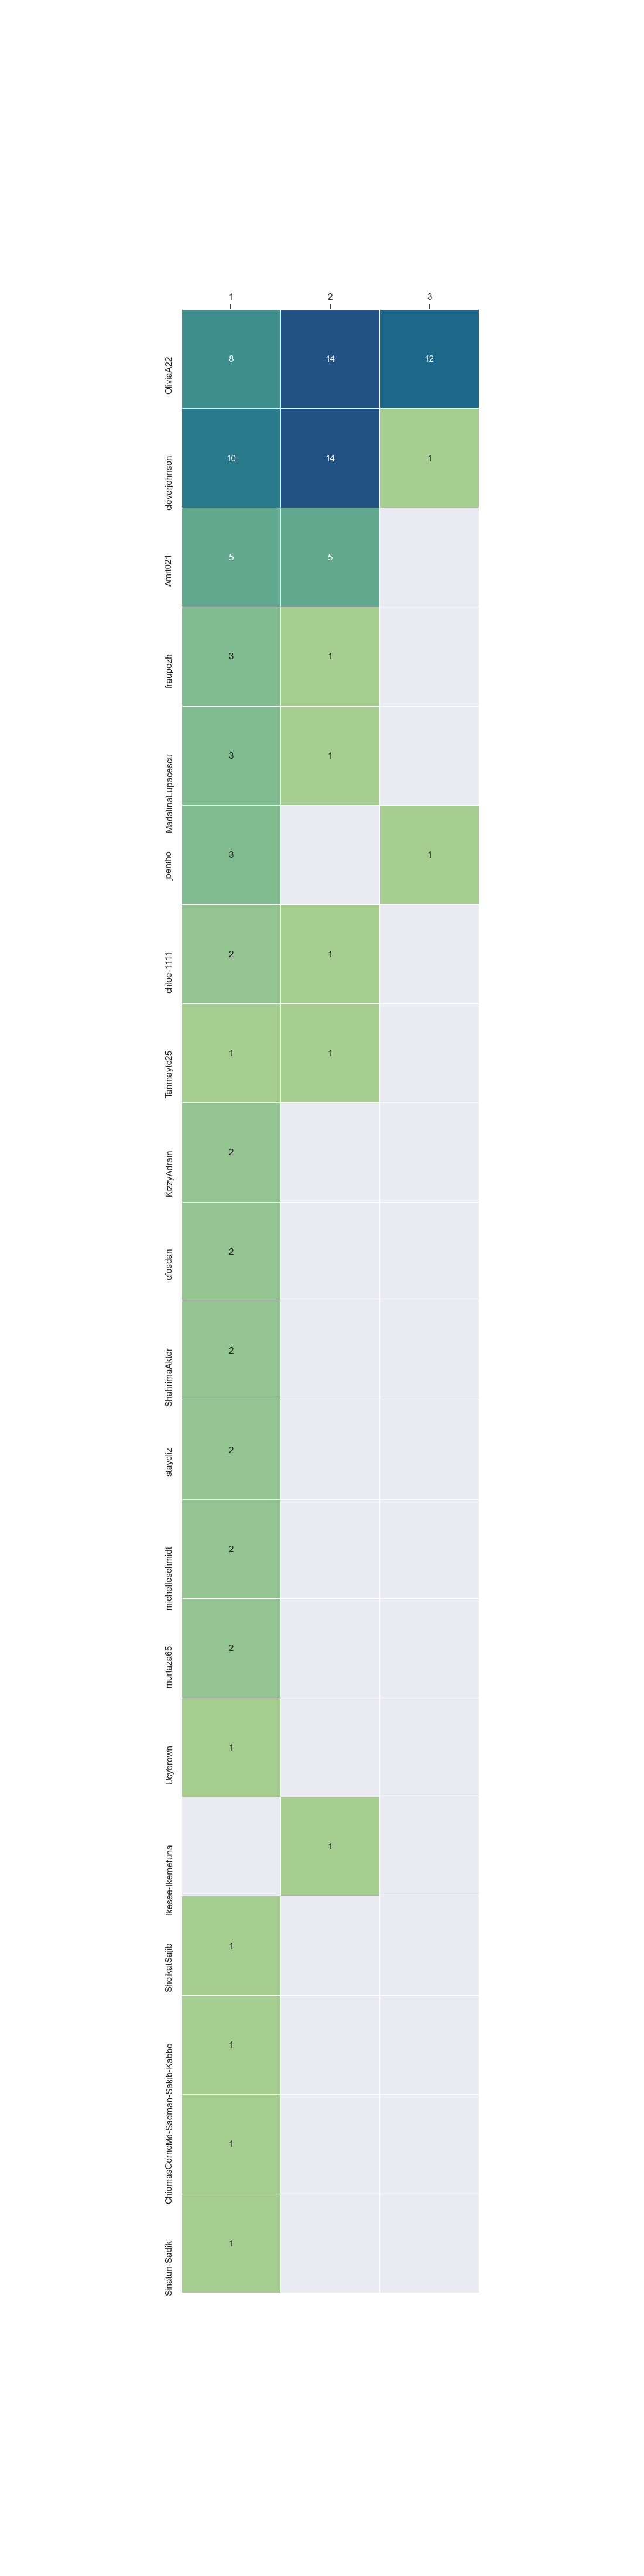 1 2 3
OliviaA22 8 14 12
cleverjohnson 10 14 1
Amit021 5 5
fraupozh 3 1
MadalinaLupacescu 3 1
joeniho 3 1
chloe-1111 2 1
Tanmaytc25 1 1
KizzyAdrain 2
efosdan 2
ShahrimaAkter 2
staycliz 2
michelleschmidt 2
murtaza65 2
Ucybrown 1
Ikesee-Ikemefuna 1
ShoikatSajib 1
Md-Sadman-Sakib-Kabbo 1
ChiomasCorner 1
Sinatun-Sadik 1